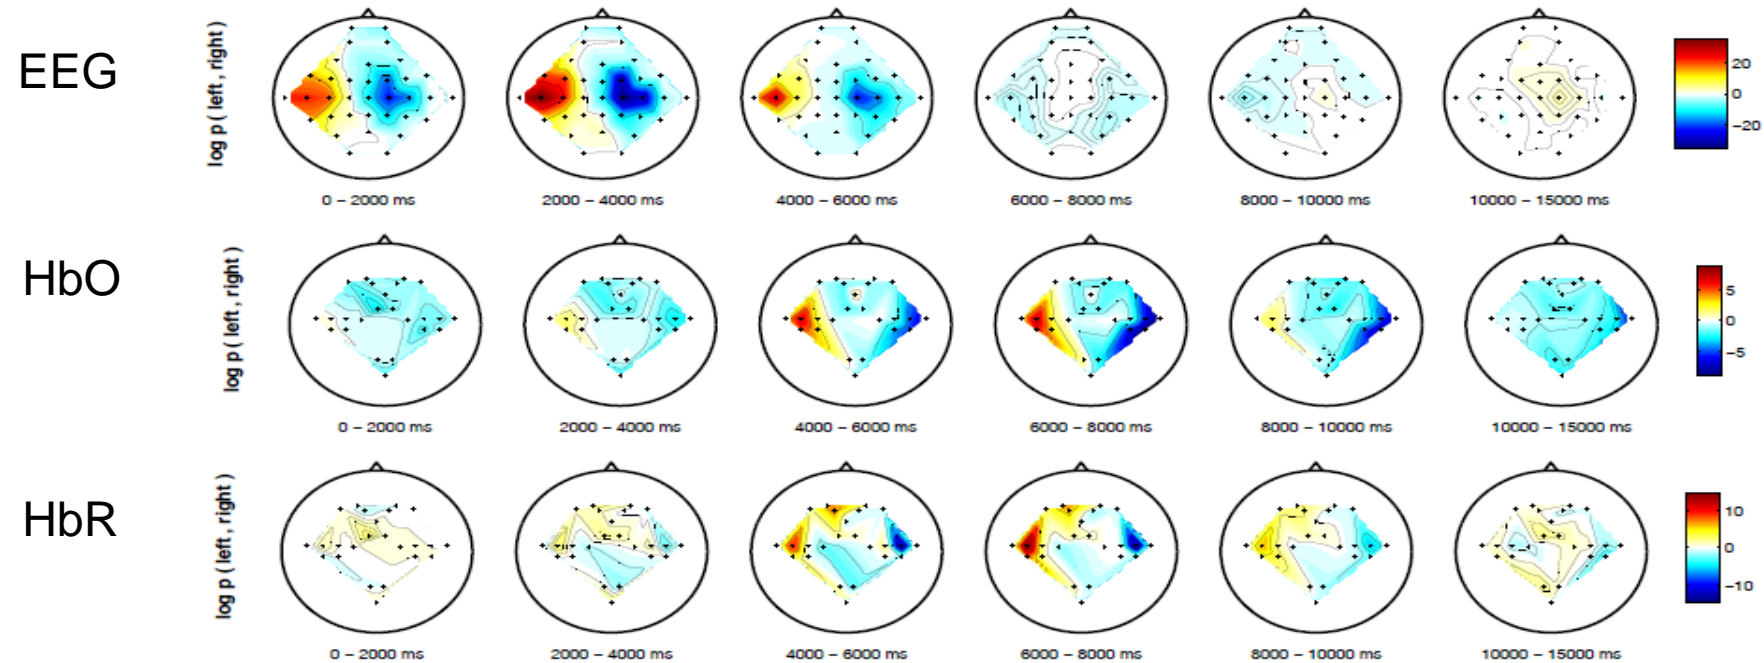 EEG
log p ( left , right )
20
0
−20
0 − 2000 ms
2000 − 4000 ms
4000 − 6000 ms
6000 − 8000 ms
8000 − 10000 ms
10000 − 15000 ms
HbO
log p ( left , right )
5
0
−5
0 − 2000 ms
2000 − 4000 ms
4000 − 6000 ms
6000 − 8000 ms
8000 − 10000 ms
10000 − 15000 ms
HbR
log p ( left , right )
10
0
−10
0 − 2000 ms
2000 − 4000 ms
4000 − 6000 ms
6000 − 8000 ms
8000 − 10000 ms
10000 − 15000 ms